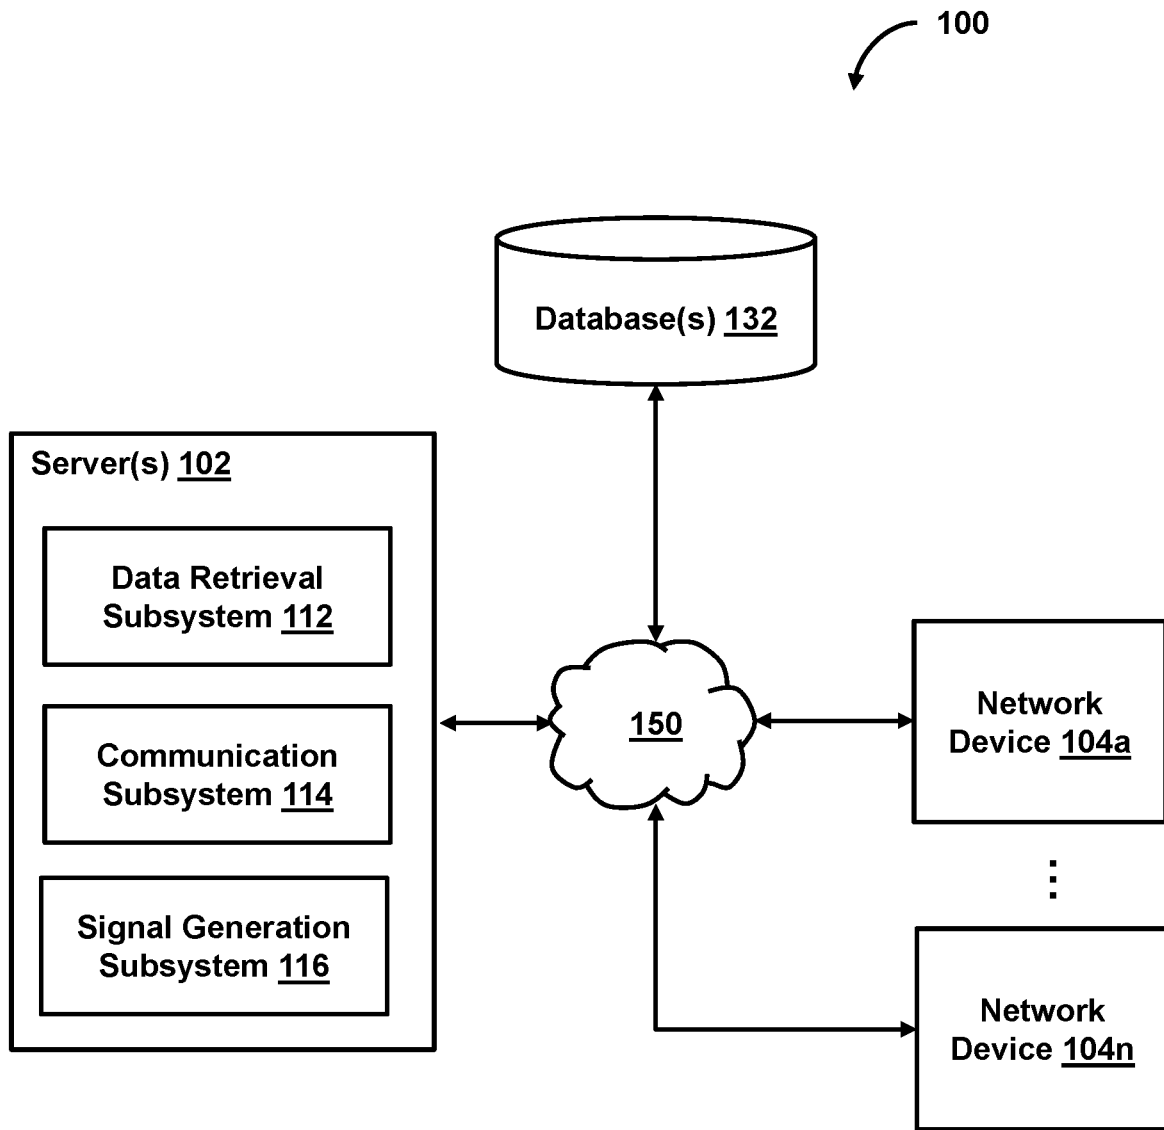 100
Database(s) 132
Server(s) 102
Data Retrieval
Subsystem 112
Communication
Subsystem 114
Signal Generation
Subsystem 116
150
Network
Device 104a
Network
Device 104n